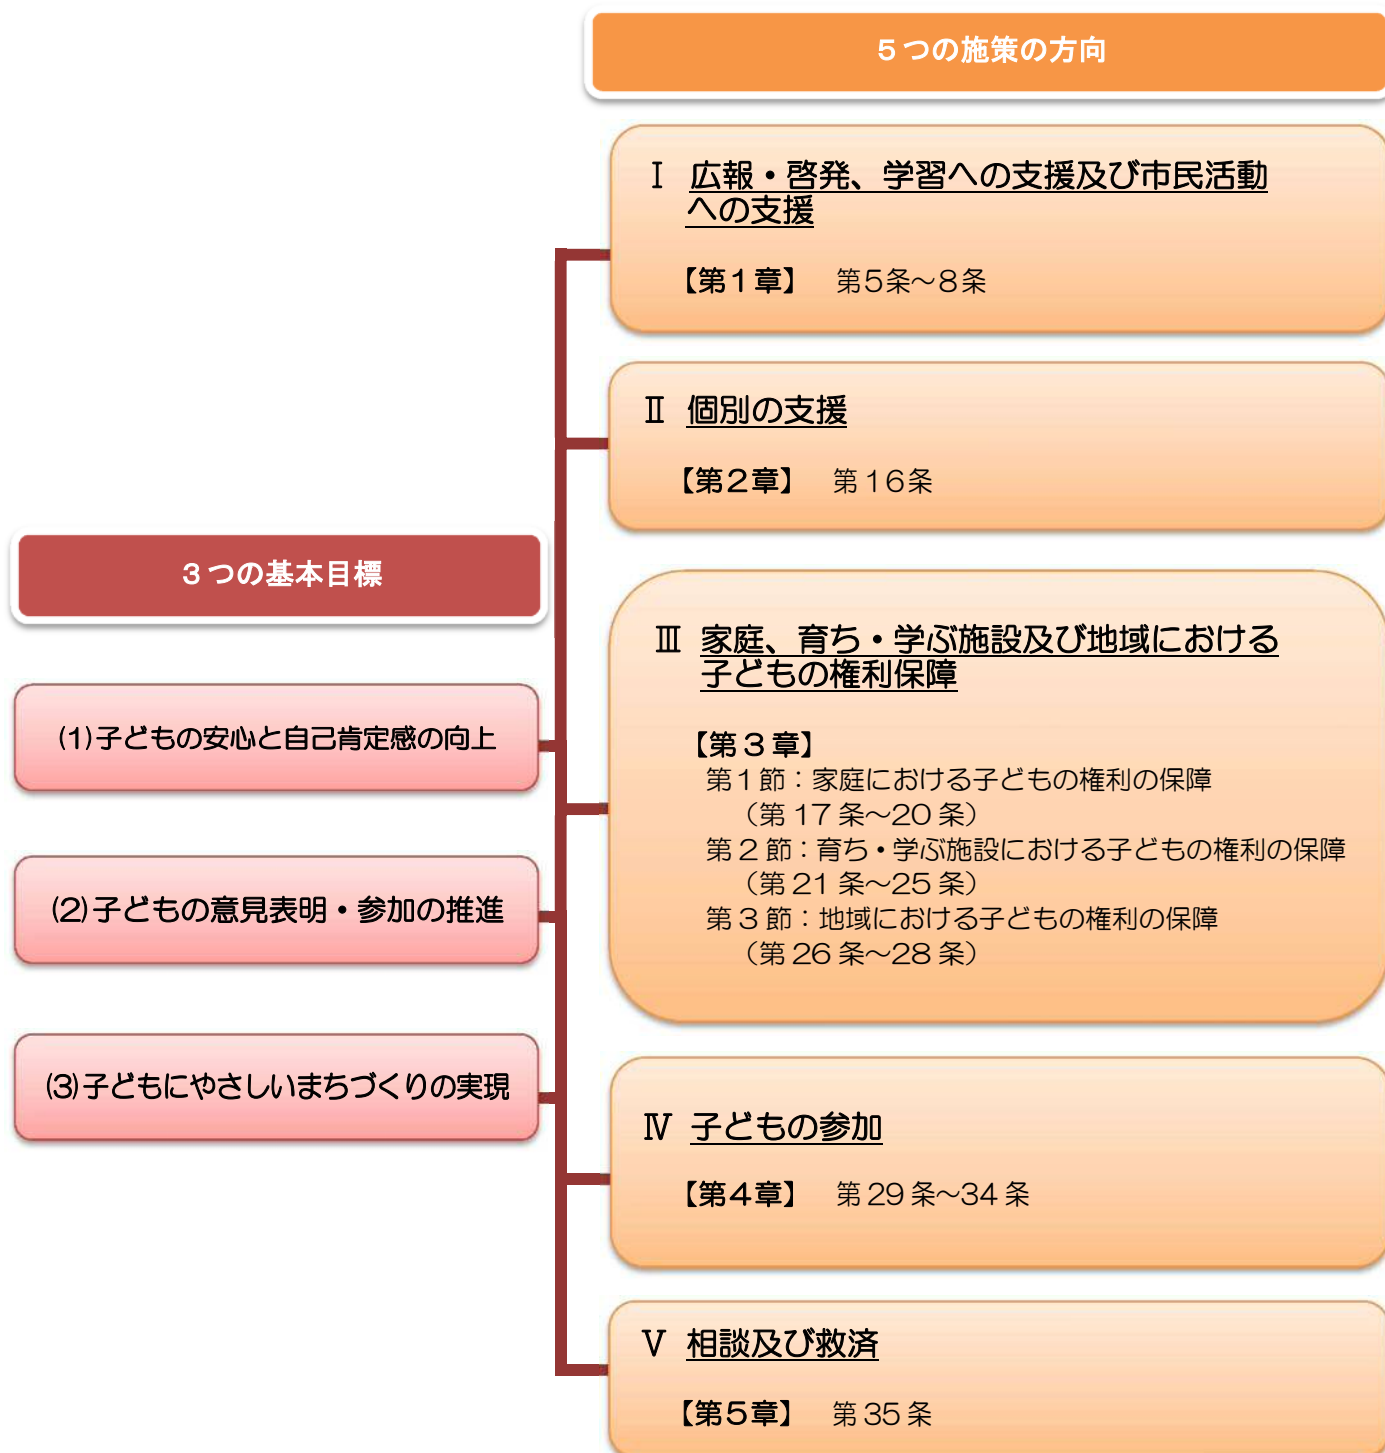 5つの施策の方向
Ⅰ 広報・啓発、学習への支援及び市民活動
への支援
【第1章】 第5条～8条
Ⅱ 個別の支援
【第2章】 第16条
3つの基本目標
(1)子どもの安心と自己肯定感の向上
(2)子どもの意見表明・参加の推進
(3)子どもにやさしいまちづくりの実現
Ⅲ 家庭、育ち・学ぶ施設及び地域における
子どもの権利保障
【第3章】
第1節：家庭における子どもの権利の保障
（第17条～20条）
第2節：育ち・学ぶ施設における子どもの権利の保障
（第21条～25条）
第3節：地域における子どもの権利の保障
（第26条～28条）
Ⅳ 子どもの参加
【第4章】 第29条～34条
Ⅴ 相談及び救済
【第5章】 第35条